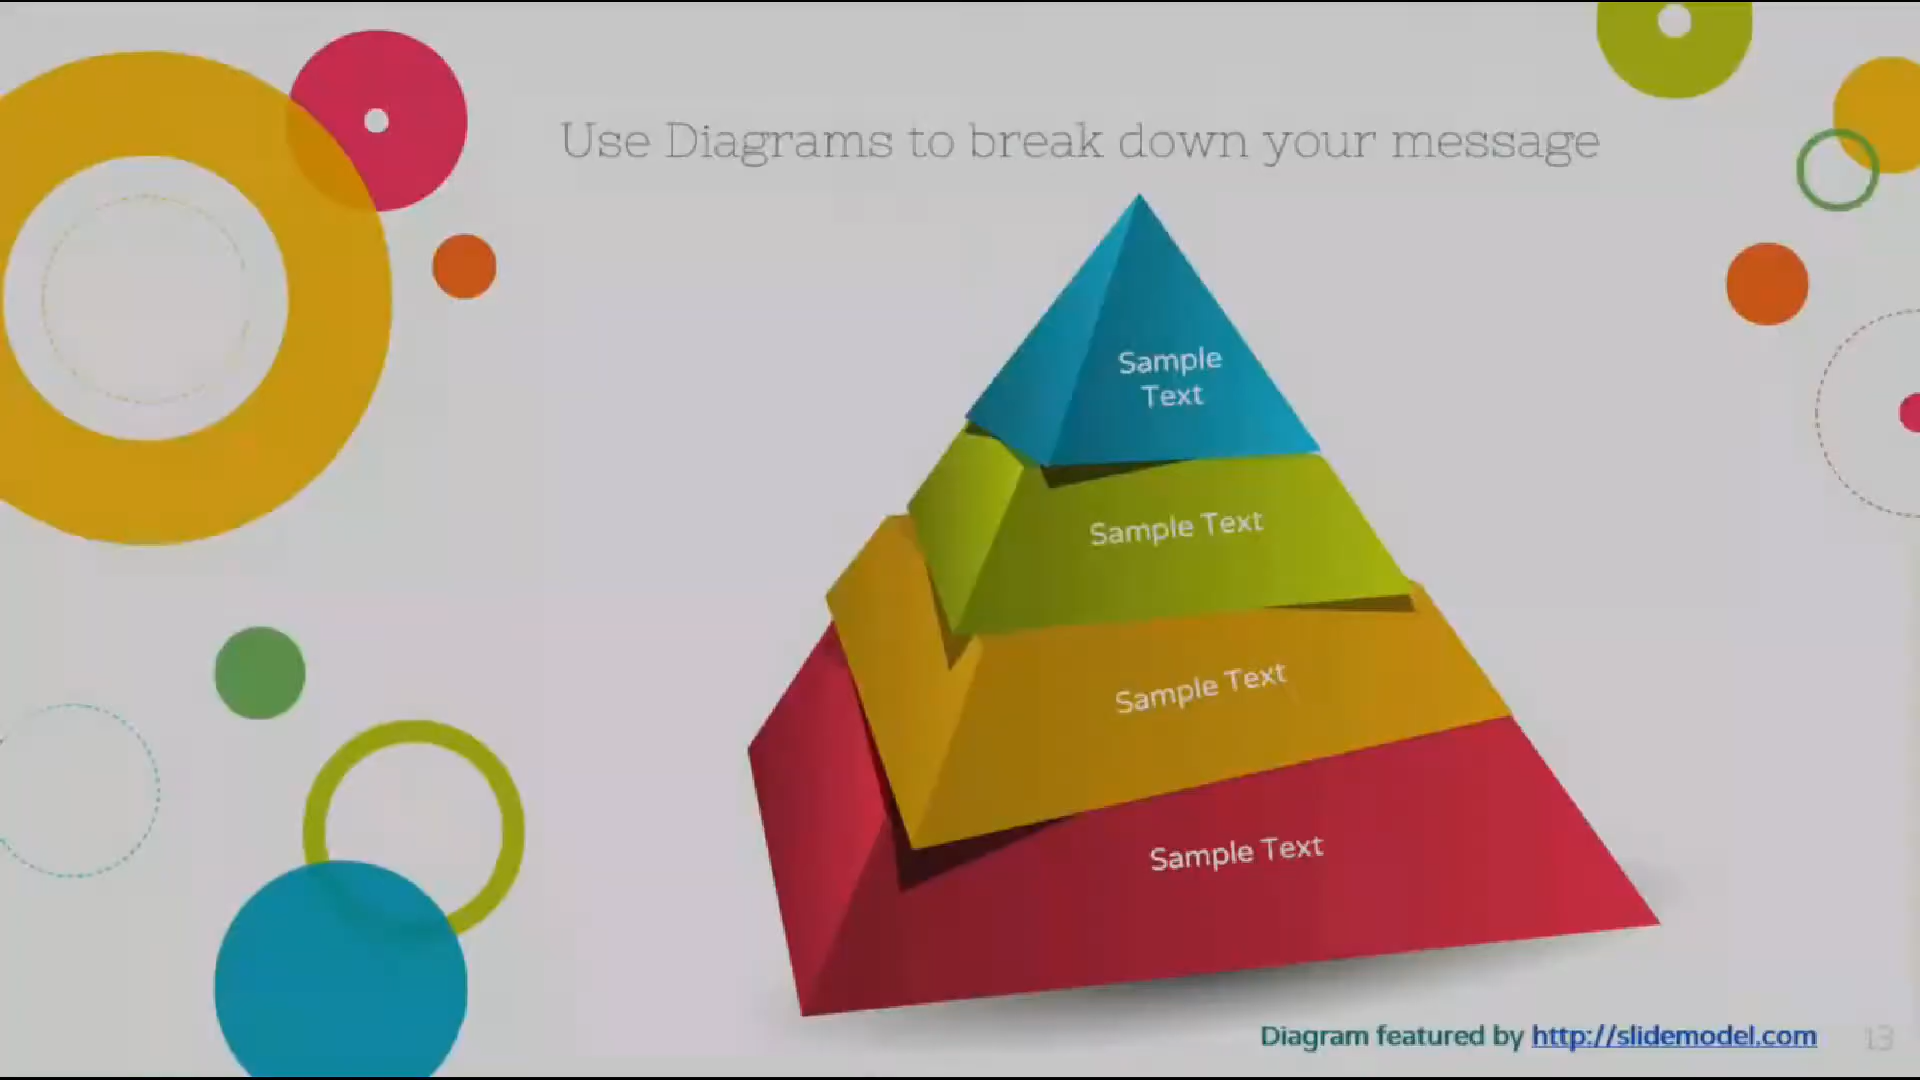 Use Diagrams to break down your message
Sample
Text
Sample Text
Sample Text
Sample Text
Diagram featured by http://slidemodel.com
13